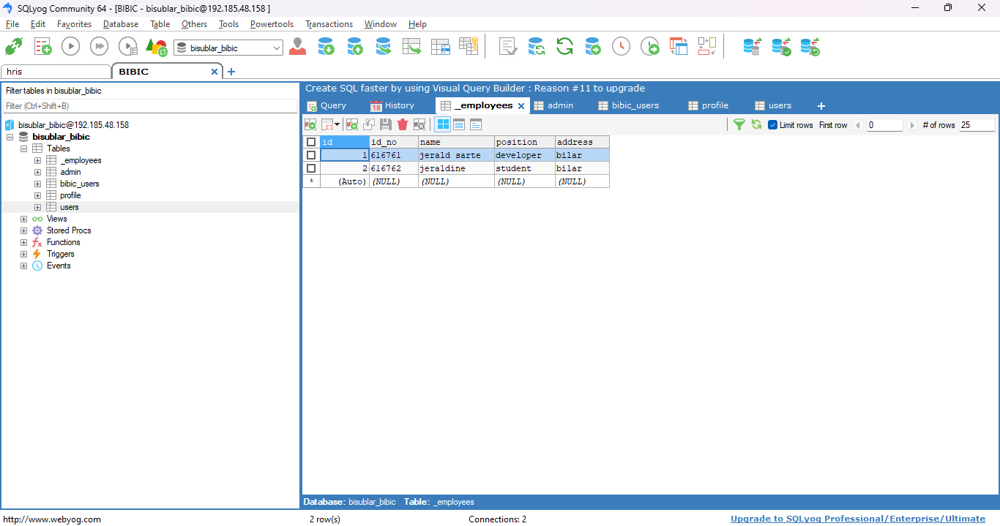 SQLyog Community 64 - [BIBIC - bisublar_bibic@192.185.48.158 ]
File Edit Favorites Database Table Others Tools Powertools Transactions Window Help
bisublar_bibic
hris BIBIC
Filter tables in bisublar_bibic
Filter (Ctrl+Shift+B)
bisublar_bibic@192.185.48.158
bisublar_bibic
Tables
_employees
admin
bibic_users
profile
users
Views
Stored Procs
Functions
Triggers
Events
Create SQL faster by using Visual Query Builder : Reason #11 to upgrade
Query 18 History _employees admin bibic_users profile users
Limit rows First row 0 # of rows 25
id id_no name position address
1 616761 jerald sarte developer bilar
2 616762 jeraldine student bilar
* (Auto) (NULL) (NULL) (NULL) (NULL)
Database: bisublar_bibic Table: _employees
http://www.webyog.com 2 row(s) Connections: 2 Upgrade to SQLyog Professional/Enterprise/Ultimate